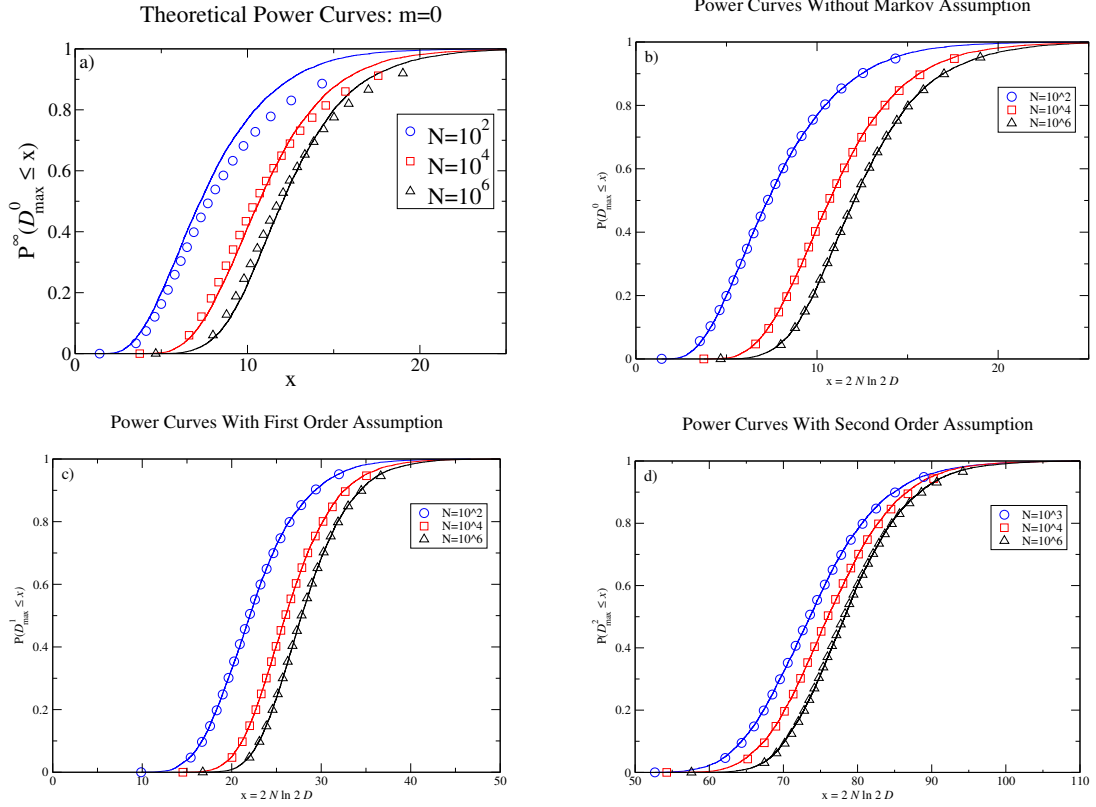 Theoretical Power Curves: m=0
a)
P^∞(D^0_max ≤ x)
1
0.8
0.6
0.4
0.2
0
0 10 20
x
N=10^2
N=10^4
N=10^6
Power Curves Without Markov Assumption
b)
P(D^0_max ≤ x)
1
0.8
0.6
0.4
0.2
0
0 10 20
x = 2 N ln 2 D
N=10^2
N=10^4
N=10^6
Power Curves With First Order Assumption
c)
P(D^1_max ≤ x)
1
0.8
0.6
0.4
0.2
0
0 10 20 30 40 50
x = 2 N ln 2 D
N=10^2
N=10^4
N=10^6
Power Curves With Second Order Assumption
d)
P(D^2_max ≤ x)
1
0.8
0.6
0.4
0.2
0
50 60 70 80 90 100 110
x = 2 N ln 2 D
N=10^3
N=10^4
N=10^6